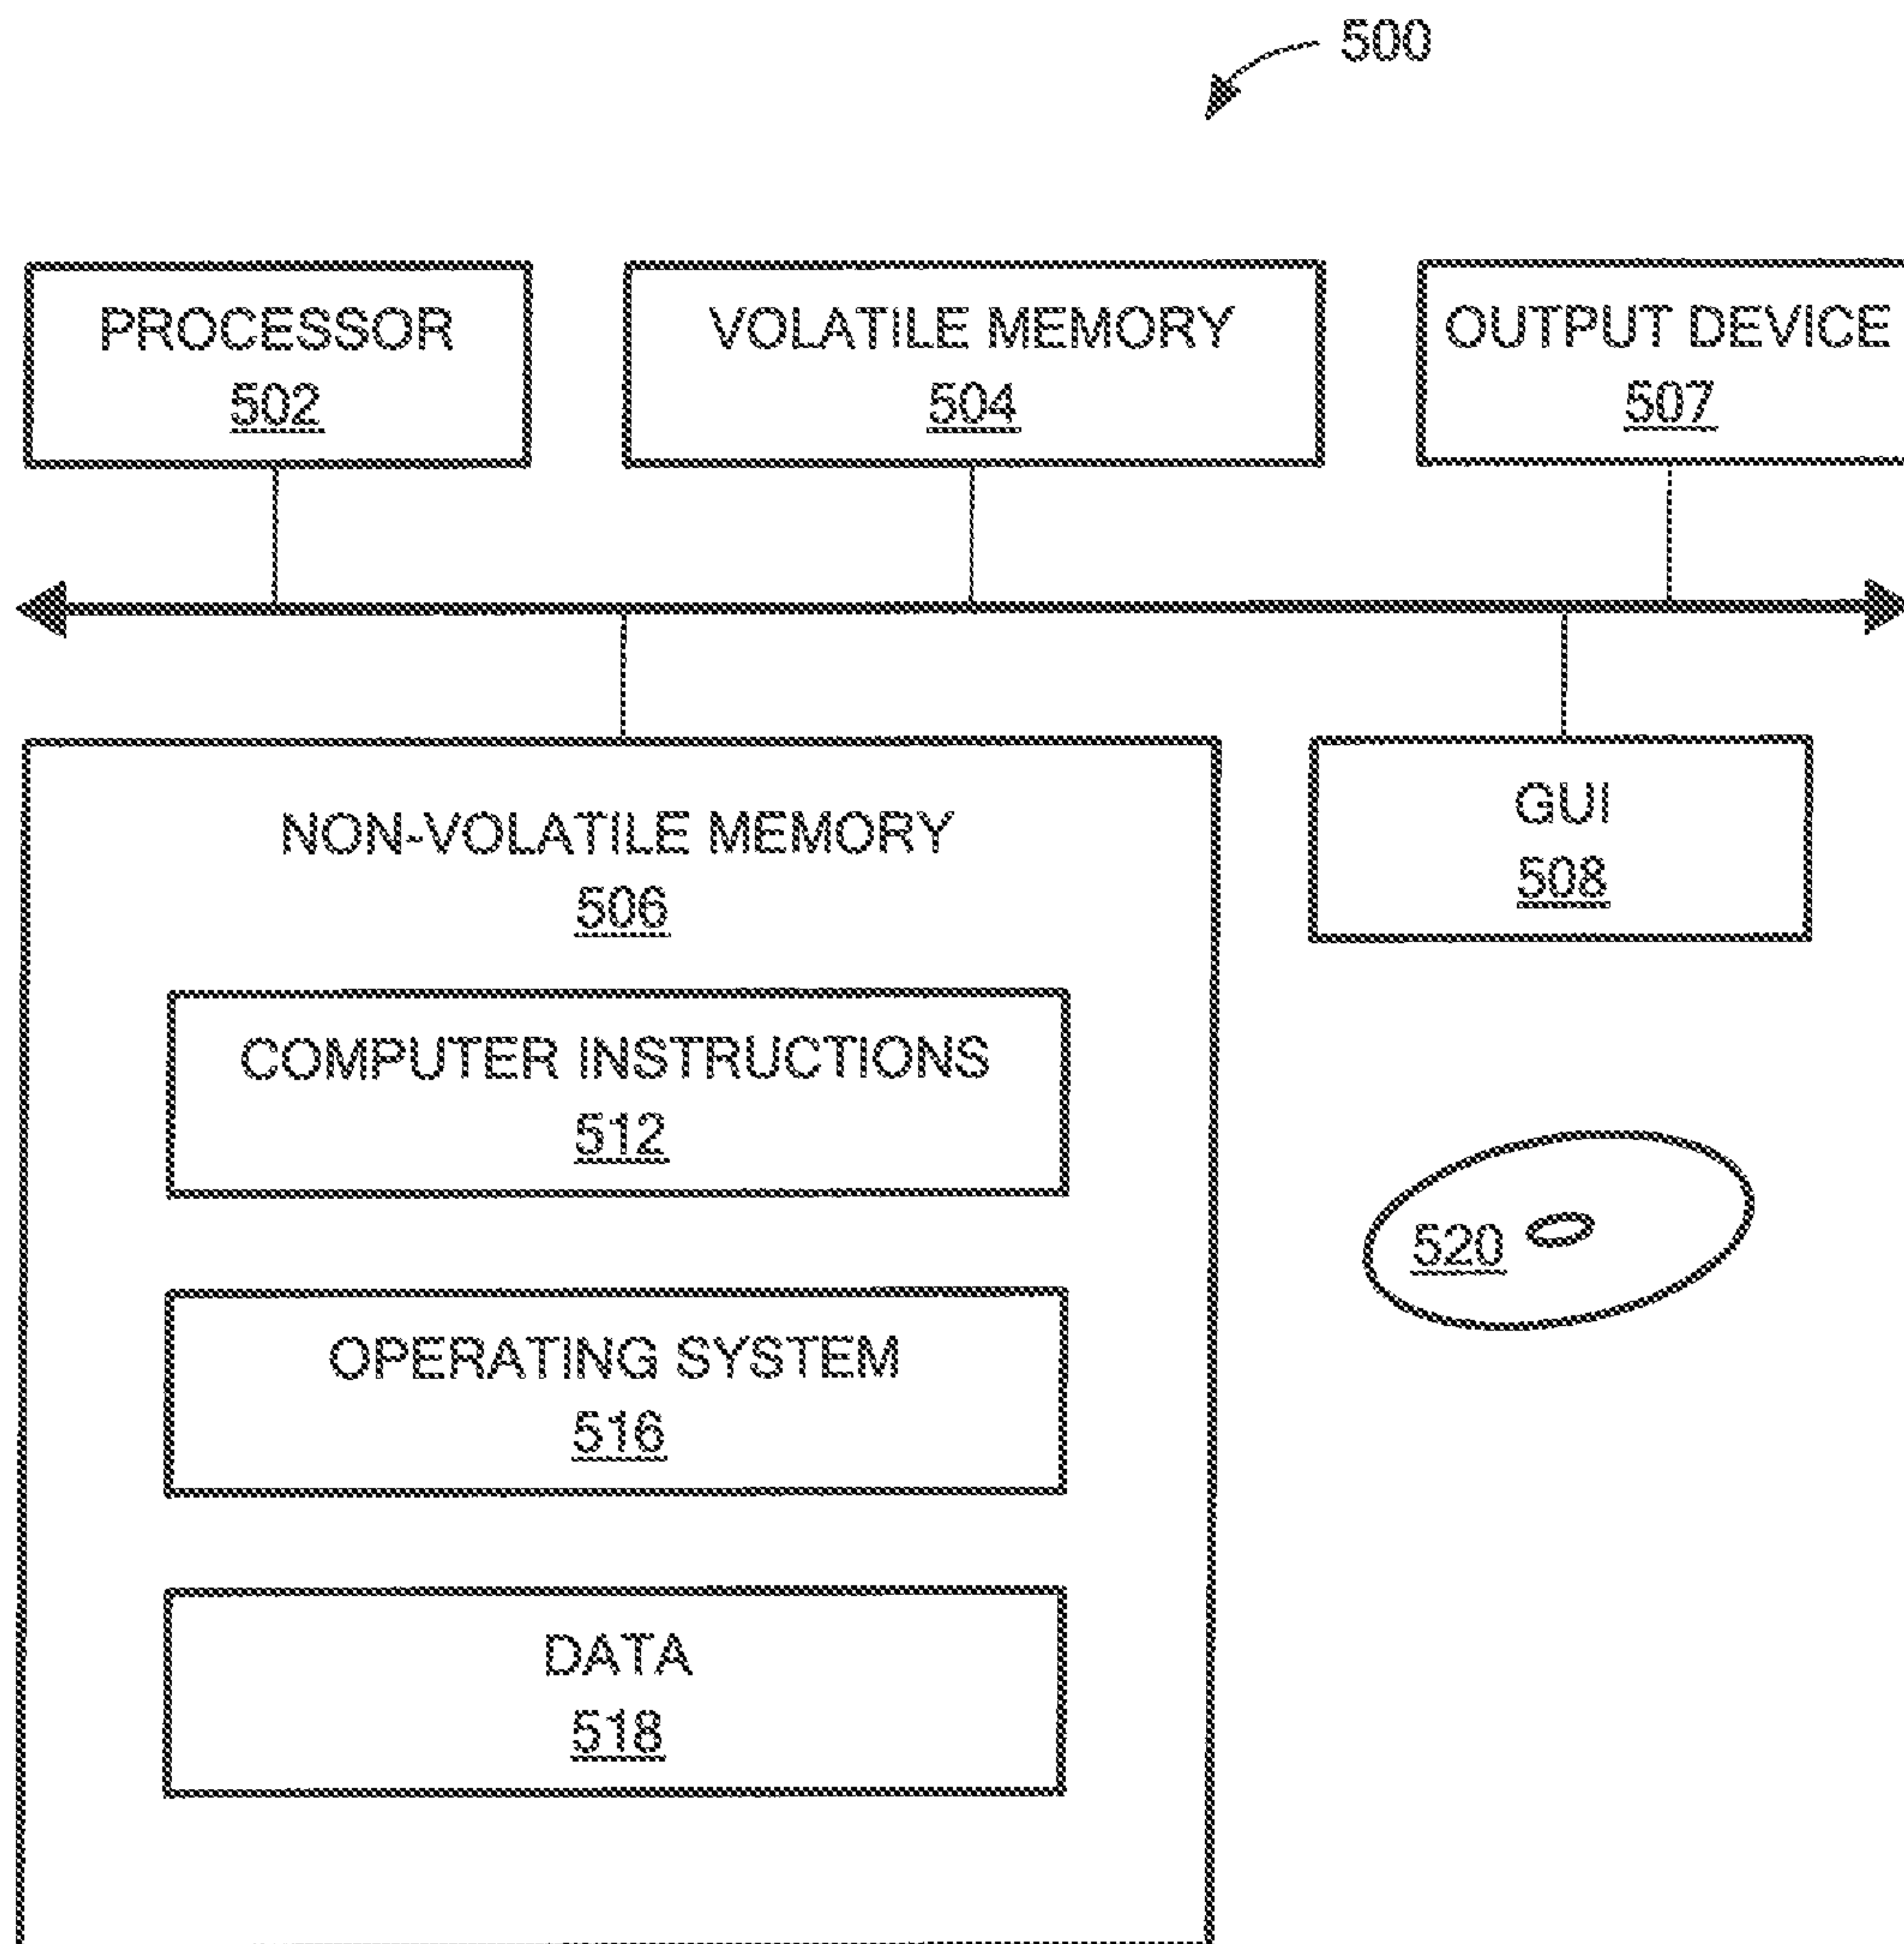 500
PROCESSOR
502
VOLATILE MEMORY
504
OUTPUT DEVICE
507
NON-VOLATILE MEMORY
506
GUI
508
COMPUTER INSTRUCTIONS
512
520
OPERATING SYSTEM
516
DATA
518